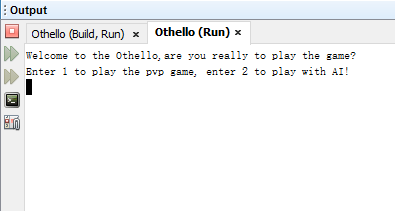 Output
Othello (Build, Run) × Othello (Run) ×
Welcome to the Othello, are you really to play the game?
Enter 1 to play the pvp game, enter 2 to play with AI!